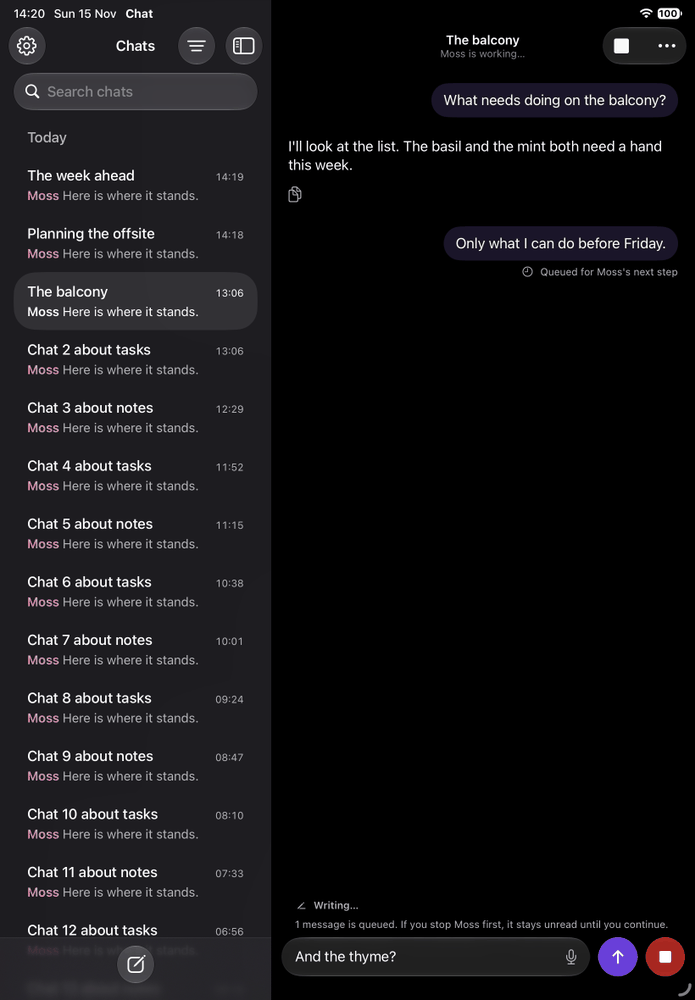 14:20 Sun 15 Nov Chat
100
Chats
Search chats
Today
The week ahead 14:19
Moss Here is where it stands.
Planning the offsite 14:18
Moss Here is where it stands.
The balcony 13:06
Moss Here is where it stands.
Chat 2 about tasks 13:06
Moss Here is where it stands.
Chat 3 about notes 12:29
Moss Here is where it stands.
Chat 4 about tasks 11:52
Moss Here is where it stands.
Chat 5 about notes 11:15
Moss Here is where it stands.
Chat 6 about tasks 10:38
Moss Here is where it stands.
Chat 7 about notes 10:01
Moss Here is where it stands.
Chat 8 about tasks 09:24
Moss Here is where it stands.
Chat 9 about notes 08:47
Moss Here is where it stands.
Chat 10 about tasks 08:10
Moss Here is where it stands.
Chat 11 about notes 07:33
Moss Here is where it stands.
Chat 12 about tasks 06:56
Moss Here is where it stands.
The balcony
Moss is working...
What needs doing on the balcony?
I'll look at the list. The basil and the mint both need a hand
this week.
Only what I can do before Friday.
Queued for Moss's next step
Writing...
1 message is queued. If you stop Moss first, it stays unread until you continue.
And the thyme?